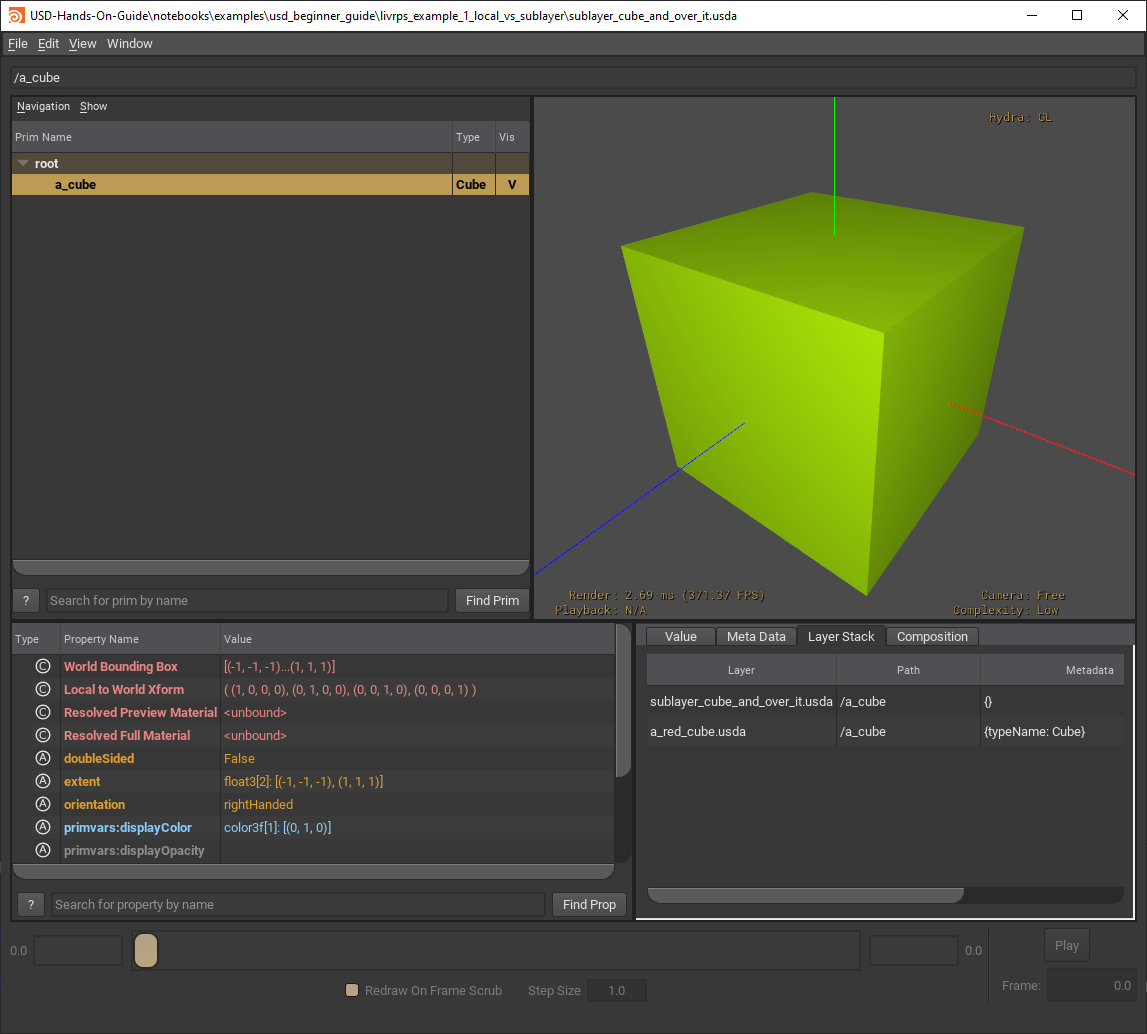 USD-Hands-On-Guide\notebooks\examples\usd_beginner_guide\livrps_example_1_local_vs_sublayer\sublayer_cube_and_over_it.usda
File Edit View Window
/a_cube
Navigation Show
Prim Name Type Vis
root
a_cube Cube V
? Search for prim by name Find Prim
Hydra: GL
Render: 2.69 ms (371.37 FPS)
Playback: N/A
Camera: Free
Complexity: Low
Type Property Name Value
C World Bounding Box [(-1, -1, -1)...(1, 1, 1)]
C Local to World Xform ( (1, 0, 0, 0), (0, 1, 0, 0), (0, 0, 1, 0), (0, 0, 0, 1) )
C Resolved Preview Material <unbound>
C Resolved Full Material <unbound>
A doubleSided False
A extent float3[2]: [(-1, -1, -1), (1, 1, 1)]
A orientation rightHanded
A primvars:displayColor color3f[1]: [(0, 1, 0)]
A primvars:displayOpacity
? Search for property by name Find Prop
Value Meta Data Layer Stack Composition
Layer Path Metadata
sublayer_cube_and_over_it.usda /a_cube {}
a_red_cube.usda /a_cube {typeName: Cube}
0.0 0.0 Play
Redraw On Frame Scrub Step Size 1.0 Frame: 0.0